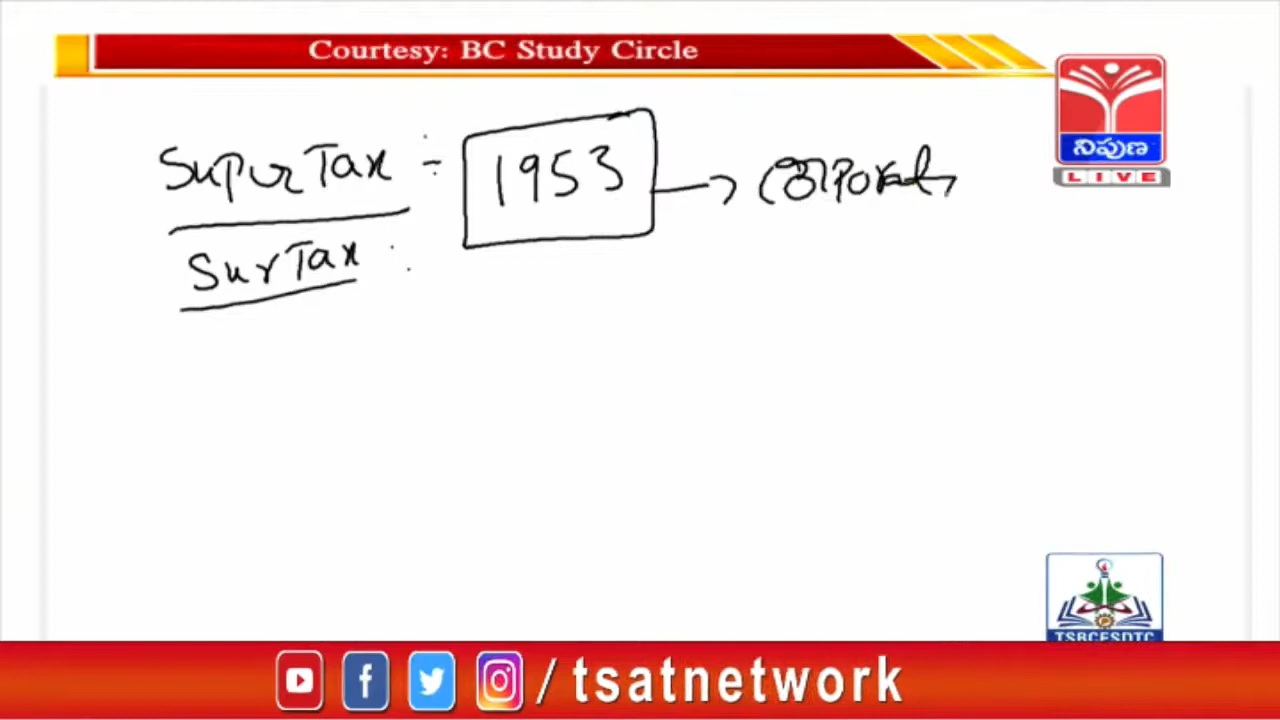 Courtesy: BC Study Circle
Super Tax :- 1953 →
Sur Tax :
నిపుణ
LIVE
TSBCESDTC
/ tsatnetwork